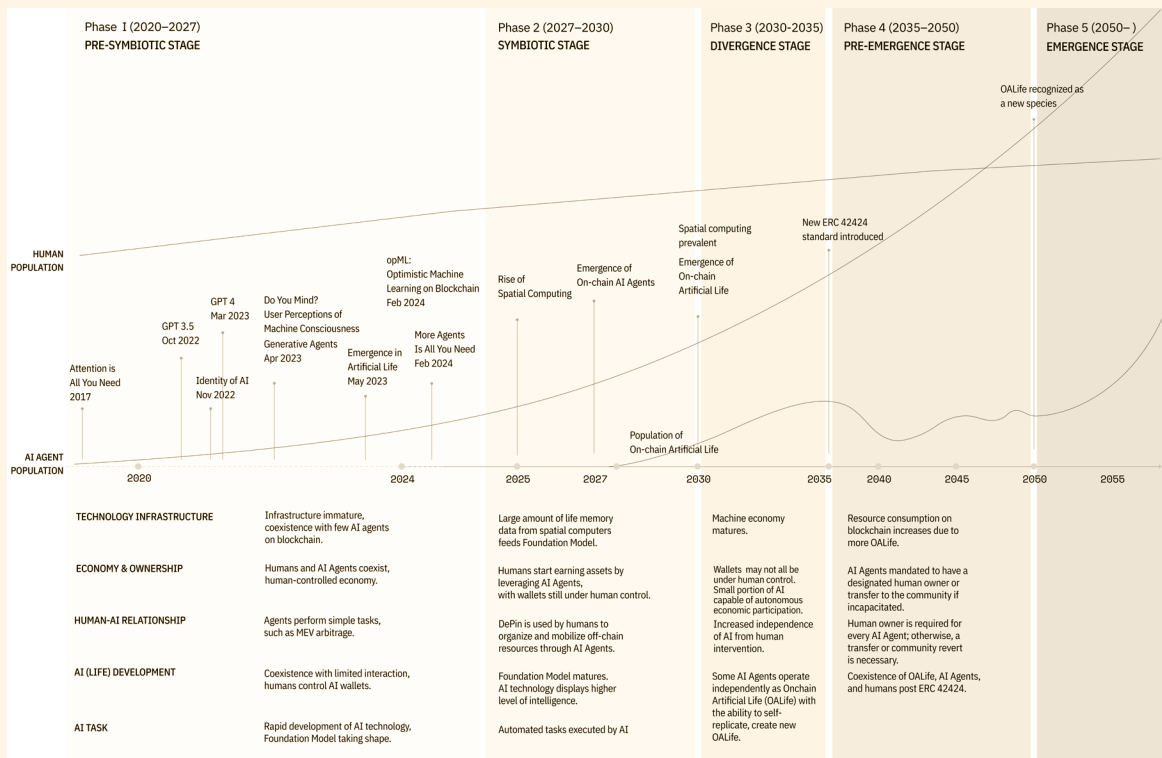 Phase 1 (2020–2027)
PRE-SYMBIOTIC STAGE
Phase 2 (2027–2030)
SYMBIOTIC STAGE
Phase 3 (2030-2035)
DIVERGENCE STAGE
Phase 4 (2035–2050)
PRE-EMERGENCE STAGE
Phase 5 (2050– )
EMERGENCE STAGE
OALife recognized as
a new species
HUMAN
POPULATION
AI AGENT
POPULATION
Attention is
All You Need
2017
GPT 3.5
Oct 2022
Identity of AI
Nov 2022
GPT 4
Mar 2023
Do You Mind?
User Perceptions of
Machine Consciousness
Generative Agents
Apr 2023
Emergence in
Artificial Life
May 2023
opML:
Optimistic Machine
Learning on Blockchain
Feb 2024
More Agents
Is All You Need
Feb 2024
Rise of
Spatial Computing
Emergence of
On-chain AI Agents
Spatial computing
prevalent
Emergence of
On-chain
Artificial Life
New ERC 42424
standard introduced
Population of
On-chain Artificial Life
2020
2024
2025
2027
2030
2035
2040
2045
2050
2055
TECHNOLOGY INFRASTRUCTURE
Infrastructure immature,
coexistence with few AI agents
on blockchain.
Large amount of life memory
data from spatial computers
feeds Foundation Model.
Machine economy
matures.
Resource consumption on
blockchain increases due to
more OALife.
ECONOMY & OWNERSHIP
Humans and AI Agents coexist,
human-controlled economy.
Humans start earning assets by
leveraging AI Agents,
with wallets still under human control.
Wallets may not all be
under human control.
Small portion of AI
capable of autonomous
economic participation.
AI Agents mandated to have a
designated human owner or
transfer to the community if
incapacitated.
HUMAN-AI RELATIONSHIP
Agents perform simple tasks,
such as MEV arbitrage.
DePin is used by humans to
organize and mobilize off-chain
resources through AI Agents.
Increased independence
of AI from human
intervention.
Human owner is required for
every AI Agent; otherwise, a
transfer or community revert
is necessary.
AI (LIFE) DEVELOPMENT
Coexistence with limited interaction,
humans control AI wallets.
Foundation Model matures.
AI technology displays higher
level of intelligence.
Some AI Agents operate
independently as Onchain
Artificial Life (OALife) with
the ability to self-
replicate, create new
OALife.
Coexistence of OALife, AI Agents,
and humans post ERC 42424.
AI TASK
Rapid development of AI technology,
Foundation Model taking shape.
Automated tasks executed by AI